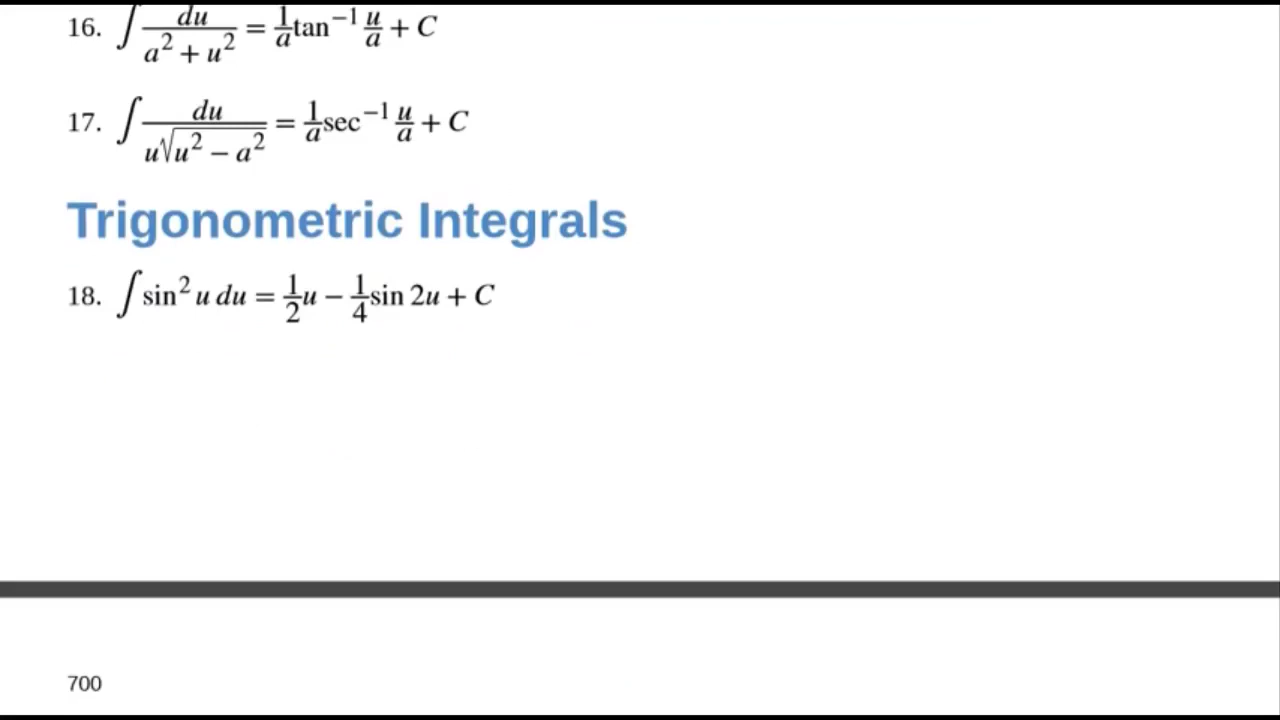 16. ∫ du / (a² + u²) = 1/a tan⁻¹ u/a + C
17. ∫ du / (u√(u² − a²)) = 1/a sec⁻¹ u/a + C
Trigonometric Integrals
18. ∫ sin² u du = 1/2 u − 1/4 sin 2u + C
700